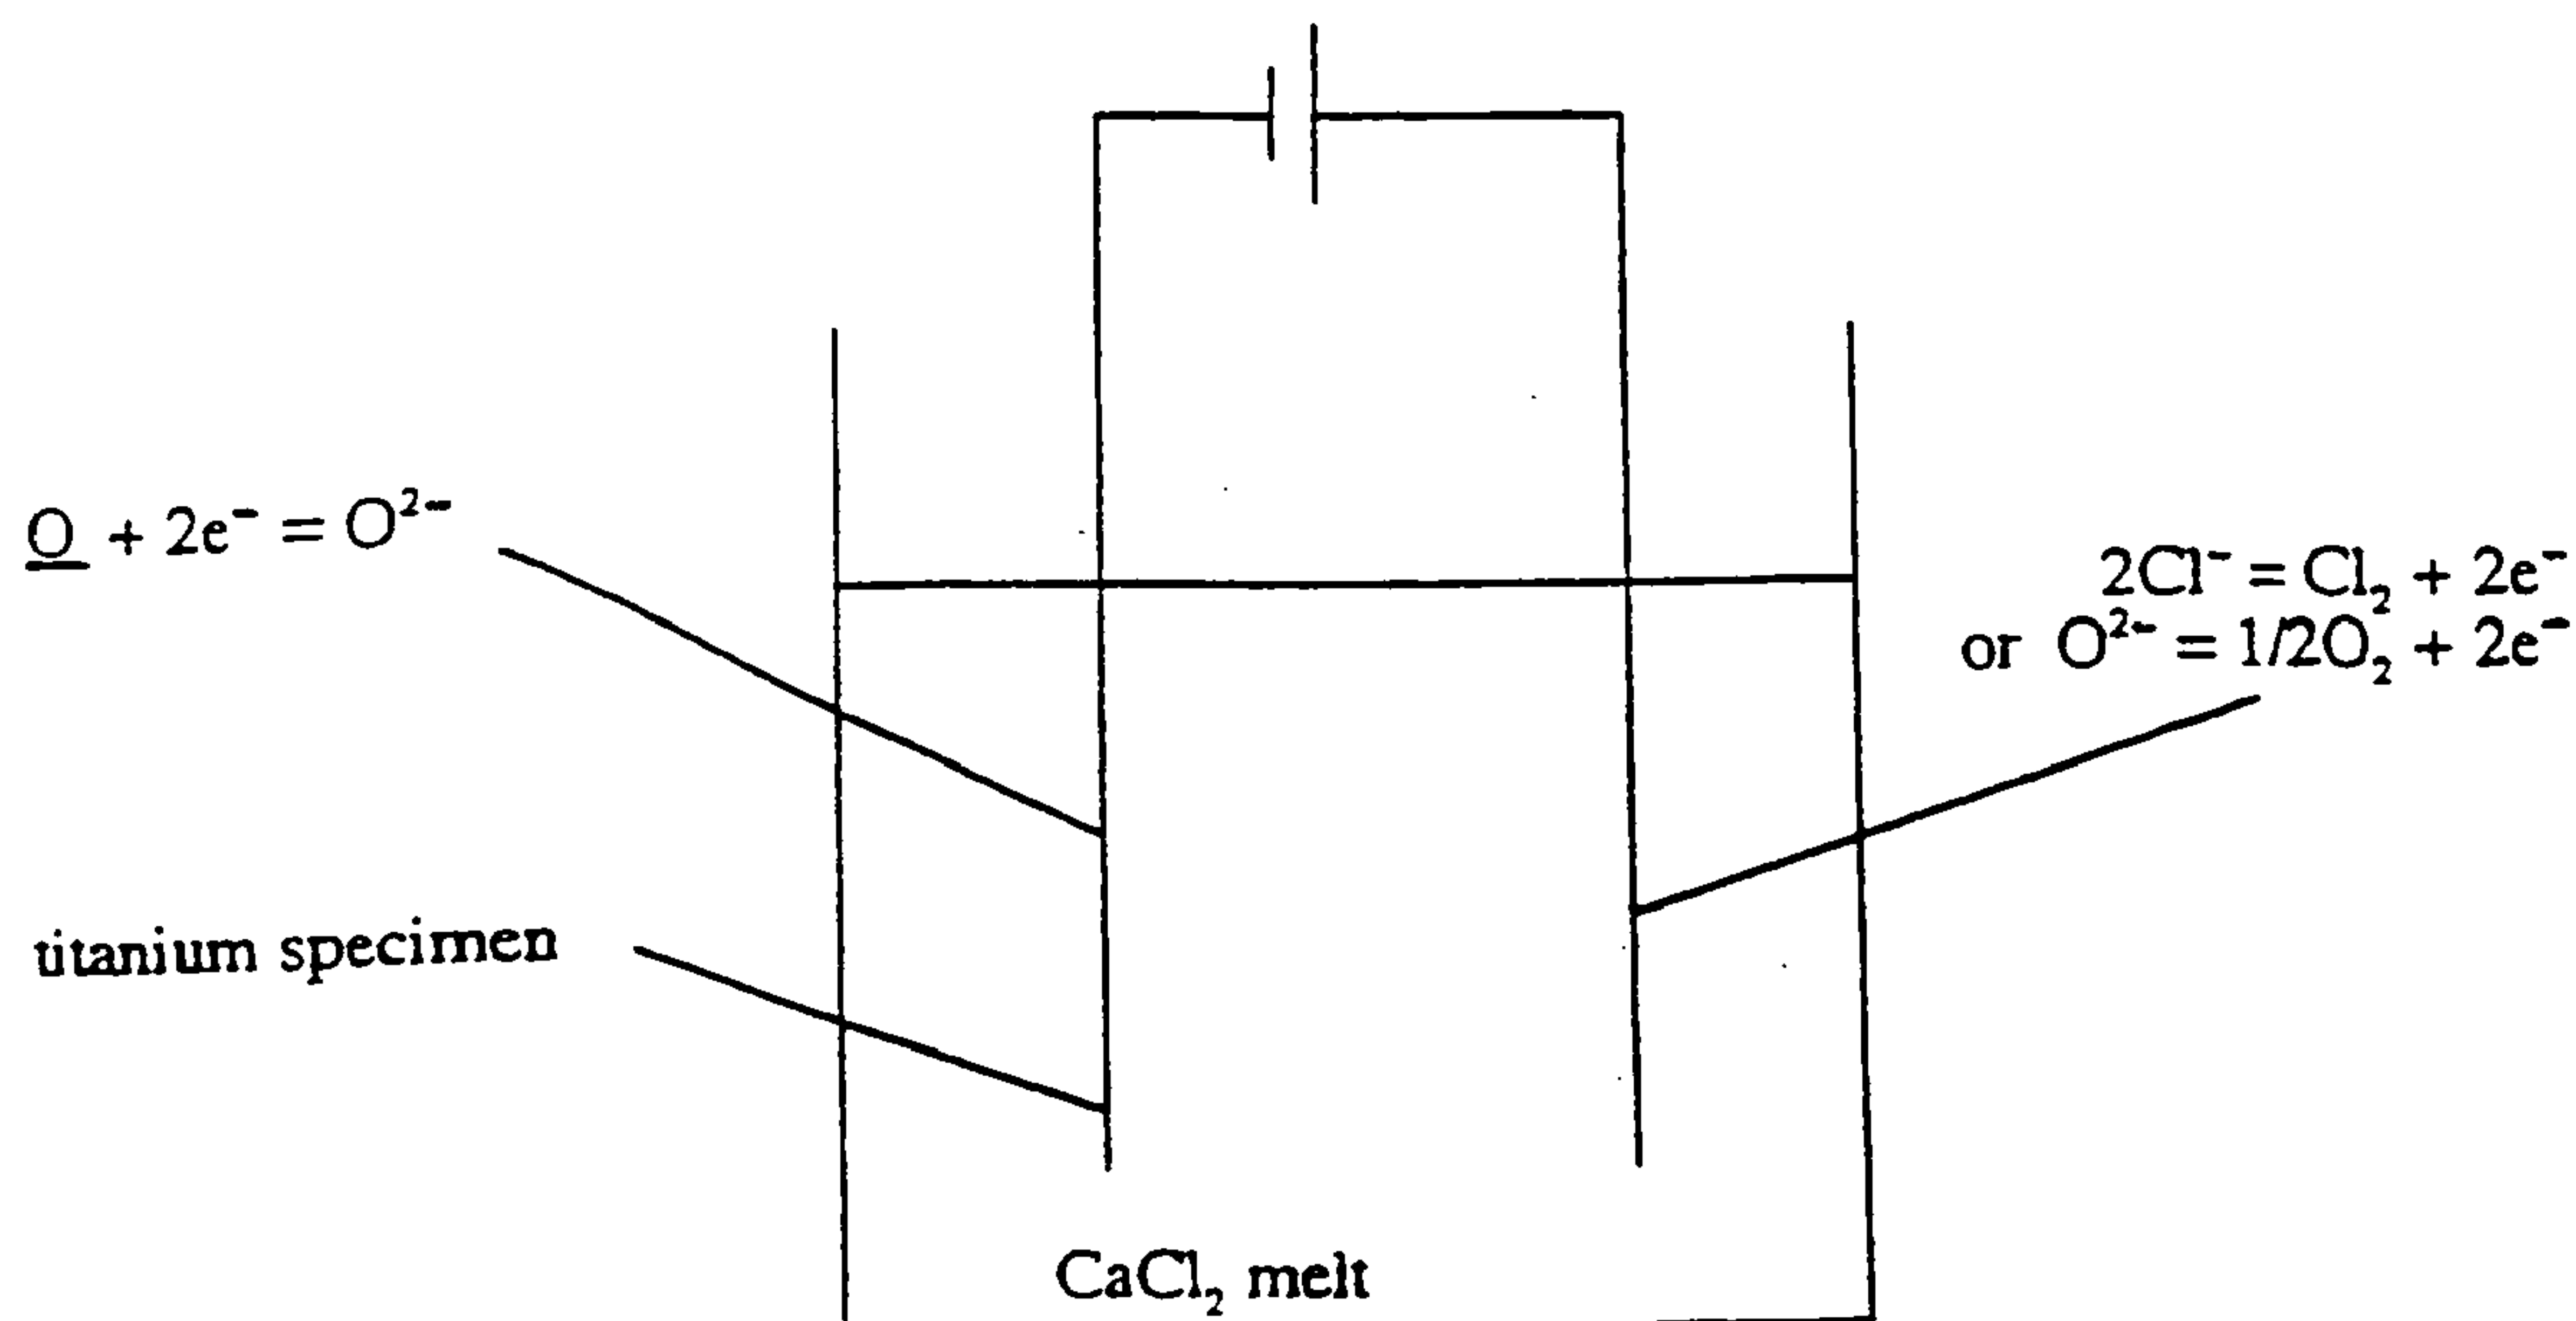 O + 2e⁻ = O²⁻
2Cl⁻ = Cl₂ + 2e⁻
or O²⁻ = 1/2O₂ + 2e⁻
titanium specimen
CaCl₂ melt